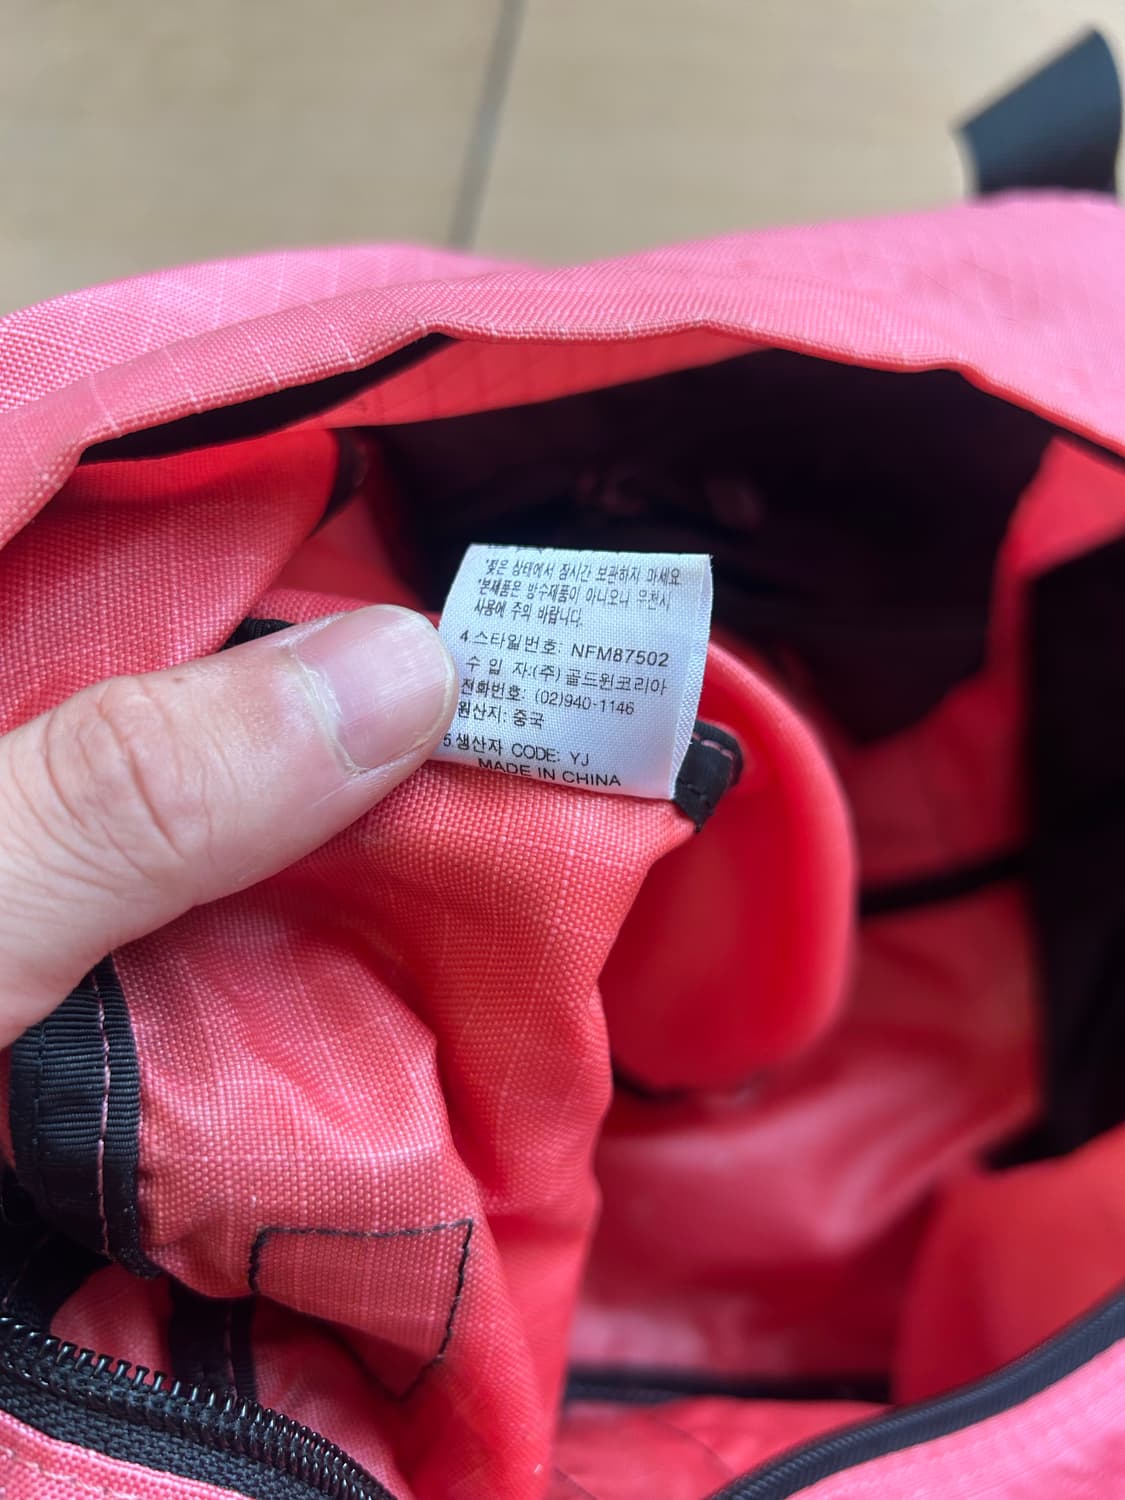 *젖은 상태에서 장시간 보관하지 마세요
*본제품은 방수제품이 아니오니 우천시
사용에 주의 바랍니다.
4.스타일번호: NFM87502
수 입 자:(주)골드윈코리아
전화번호: (02)940-1146
원산지: 중국
5.생산자 CODE: YJ
MADE IN CHINA